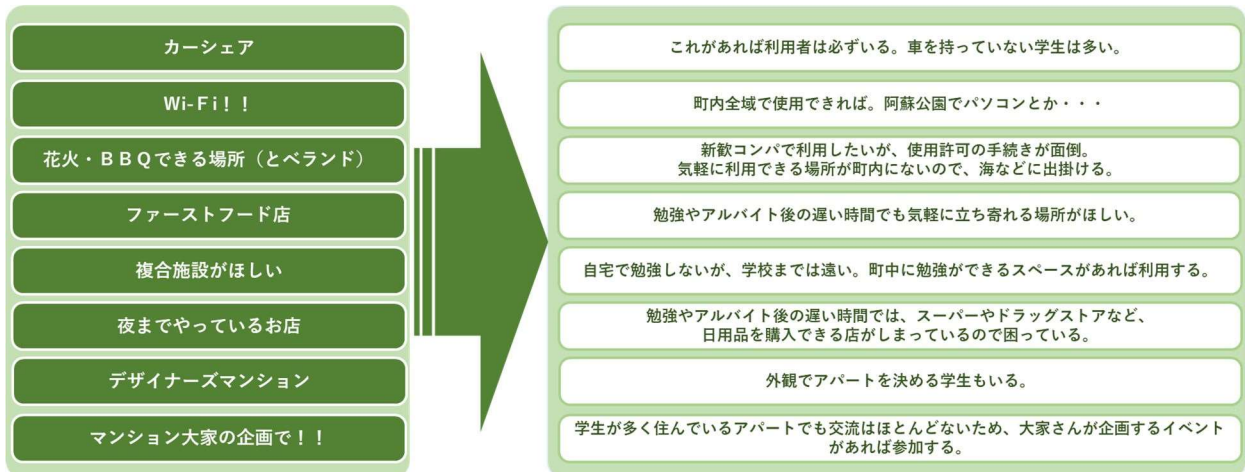 カーシェア
これがあれば利用者は必ずいる。車を持っていない学生は多い。
Wi-Fi！！
町内全域で使用できれば。阿蘇公園でパソコンとか・・・
花火・ＢＢＱできる場所（とベランド）
新歓コンパで利用したいが、使用許可の手続きが面倒。
気軽に利用できる場所が町内にないので、海などに出掛ける。
ファーストフード店
勉強やアルバイト後の遅い時間でも気軽に立ち寄れる場所がほしい。
複合施設がほしい
自宅で勉強しないが、学校までは遠い。町中に勉強ができるスペースがあれば利用する。
夜までやっているお店
勉強やアルバイト後の遅い時間では、スーパーやドラッグストアなど、
日用品を購入できる店がしまっているので困っている。
デザイナーズマンション
外観でアパートを決める学生もいる。
マンション大家の企画で！！
学生が多く住んでいるアパートでも交流はほとんどないため、大家さんが企画するイベント
があれば参加する。